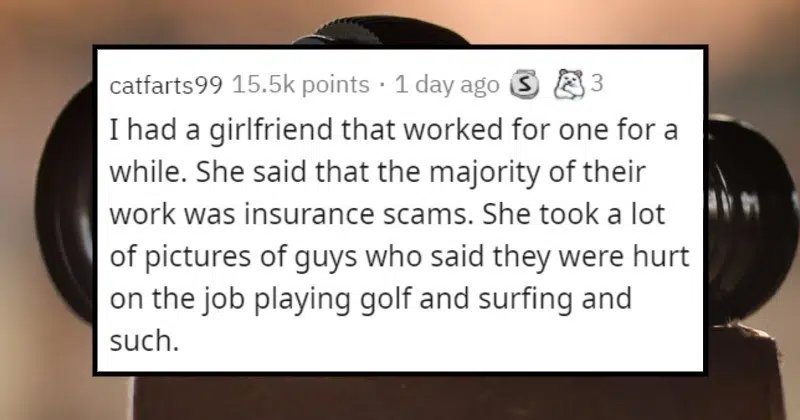 catfarts99 15.5k points · 1 day ago S 3
I had a girlfriend that worked for one for a
while. She said that the majority of their
work was insurance scams. She took a lot
of pictures of guys who said they were hurt
on the job playing golf and surfing and
such.